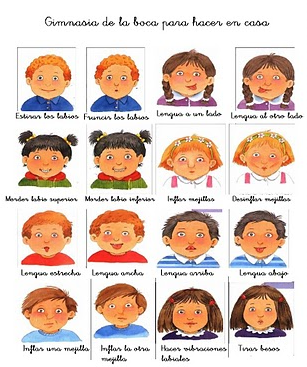 Gimnasia de la boca para hacer en casa
Estirar los labios
Fruncir los labios
Lengua a un lado
Lengua al otro lado
Morder labio superior
Morder labio inferior
Inflar mejillas
Desinflar mejillas
Lengua estrecha
Lengua ancha
Lengua arriba
Lengua abajo
Inflar una mejilla
Inflar la otra
mejilla
Hacer vibraciones
labiales
Tirar besos